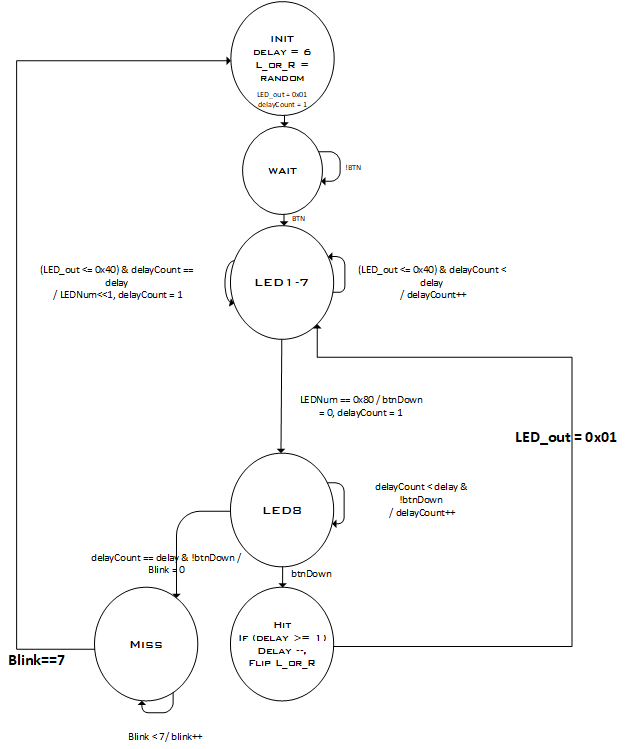 INIT
DELAY = 6
L_OR_R =
RANDOM
LED_out = 0x01
delayCount = 1
WAIT
!BTN
BTN
(LED_out <= 0x40) & delayCount ==
delay
/ LEDNum<<1, delayCount = 1
LED1-7
(LED_out <= 0x40) & delayCount <
delay
/ delayCount++
LEDNum == 0x80 / btnDown
= 0, delayCount = 1
LED_out = 0x01
LED8
delayCount < delay &
!btnDown
/ delayCount++
delayCount == delay & !btnDown /
Blink = 0
btnDown
Miss
Hit
If (delay >= 1)
Delay --,
Flip L_or_R
Blink==7
Blink < 7/ blink++